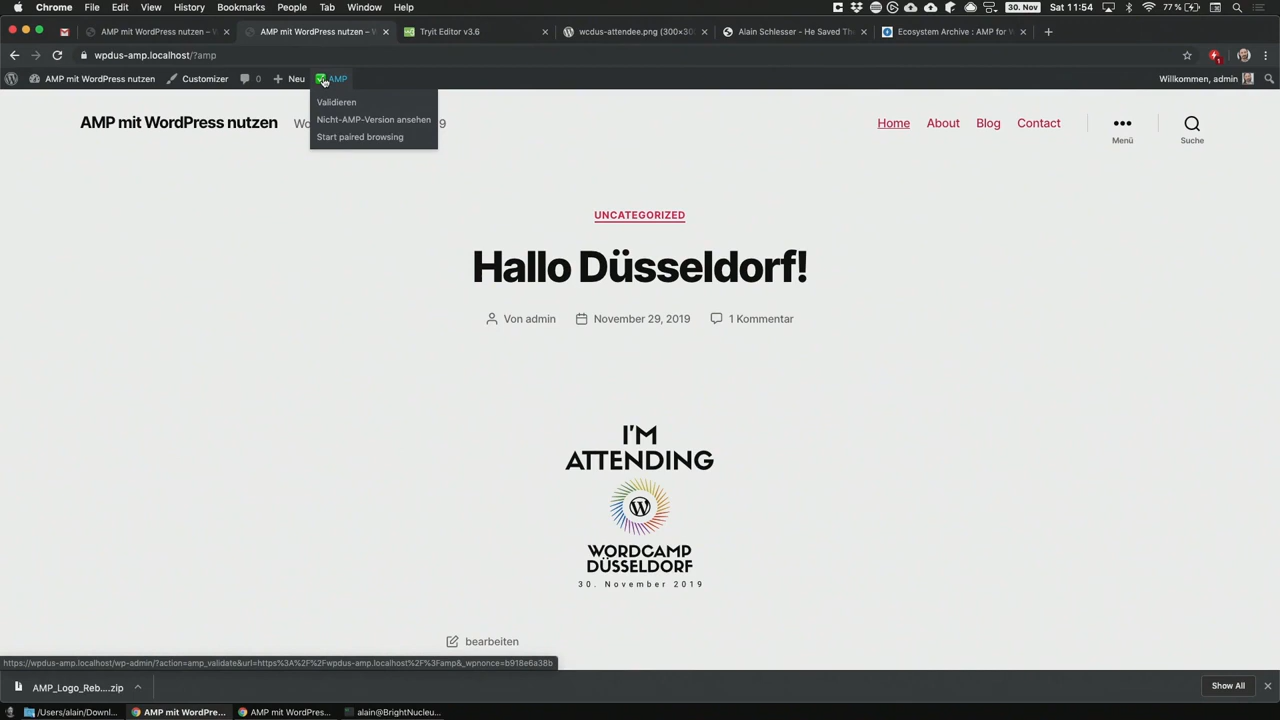 Chrome File Edit View History Bookmarks People Tab Window Help
30. Nov Sat 11:54 77 %
AMP mit WordPress nutzen – W
AMP mit WordPress nutzen – W
Tryit Editor v3.6
wcdus-attendee.png (300×30
Alain Schlesser - He Saved The
Ecosystem Archive : AMP for W
wpdus-amp.localhost/?amp
AMP mit WordPress nutzen Customizer 0 Neu AMP
Willkommen, admin
Validieren
Nicht-AMP-Version ansehen
Start paired browsing
AMP mit WordPress nutzen
Home About Blog Contact
Menü
Suche
UNCATEGORIZED
Hallo Düsseldorf!
Von admin November 29, 2019 1 Kommentar
I'M
ATTENDING
WORDCAMP
DÜSSELDORF
30. November 2019
bearbeiten
https://wpdus-amp.localhost/wp-admin/?action=amp_validate&url=https%3A%2F%2Fwpdus-amp.localhost%2F%3Famp&_wpnonce=b918e6a38b
AMP_Logo_Reb....zip
Show All
/Users/alain/Downl... AMP mit WordPre... AMP mit WordPress... alain@BrightNucleu...